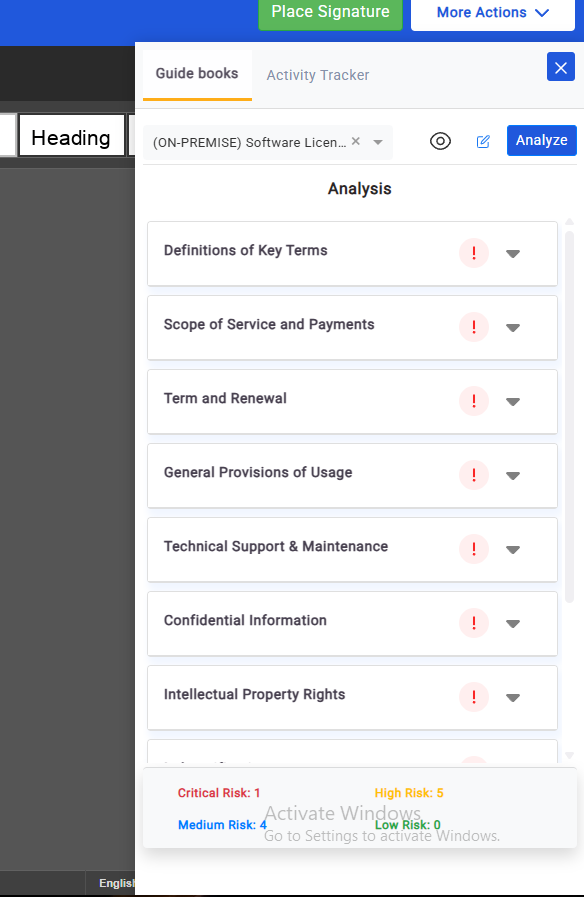 Place Signature
More Actions
Guide books
Activity Tracker
Heading
(ON-PREMISE) Software Licen...
Analyze
Analysis
Definitions of Key Terms
Scope of Service and Payments
Term and Renewal
General Provisions of Usage
Technical Support & Maintenance
Confidential Information
Intellectual Property Rights
Critical Risk: 1
High Risk: 5
Medium Risk: 4
Low Risk: 0
Activate Windows
Go to Settings to activate Windows.